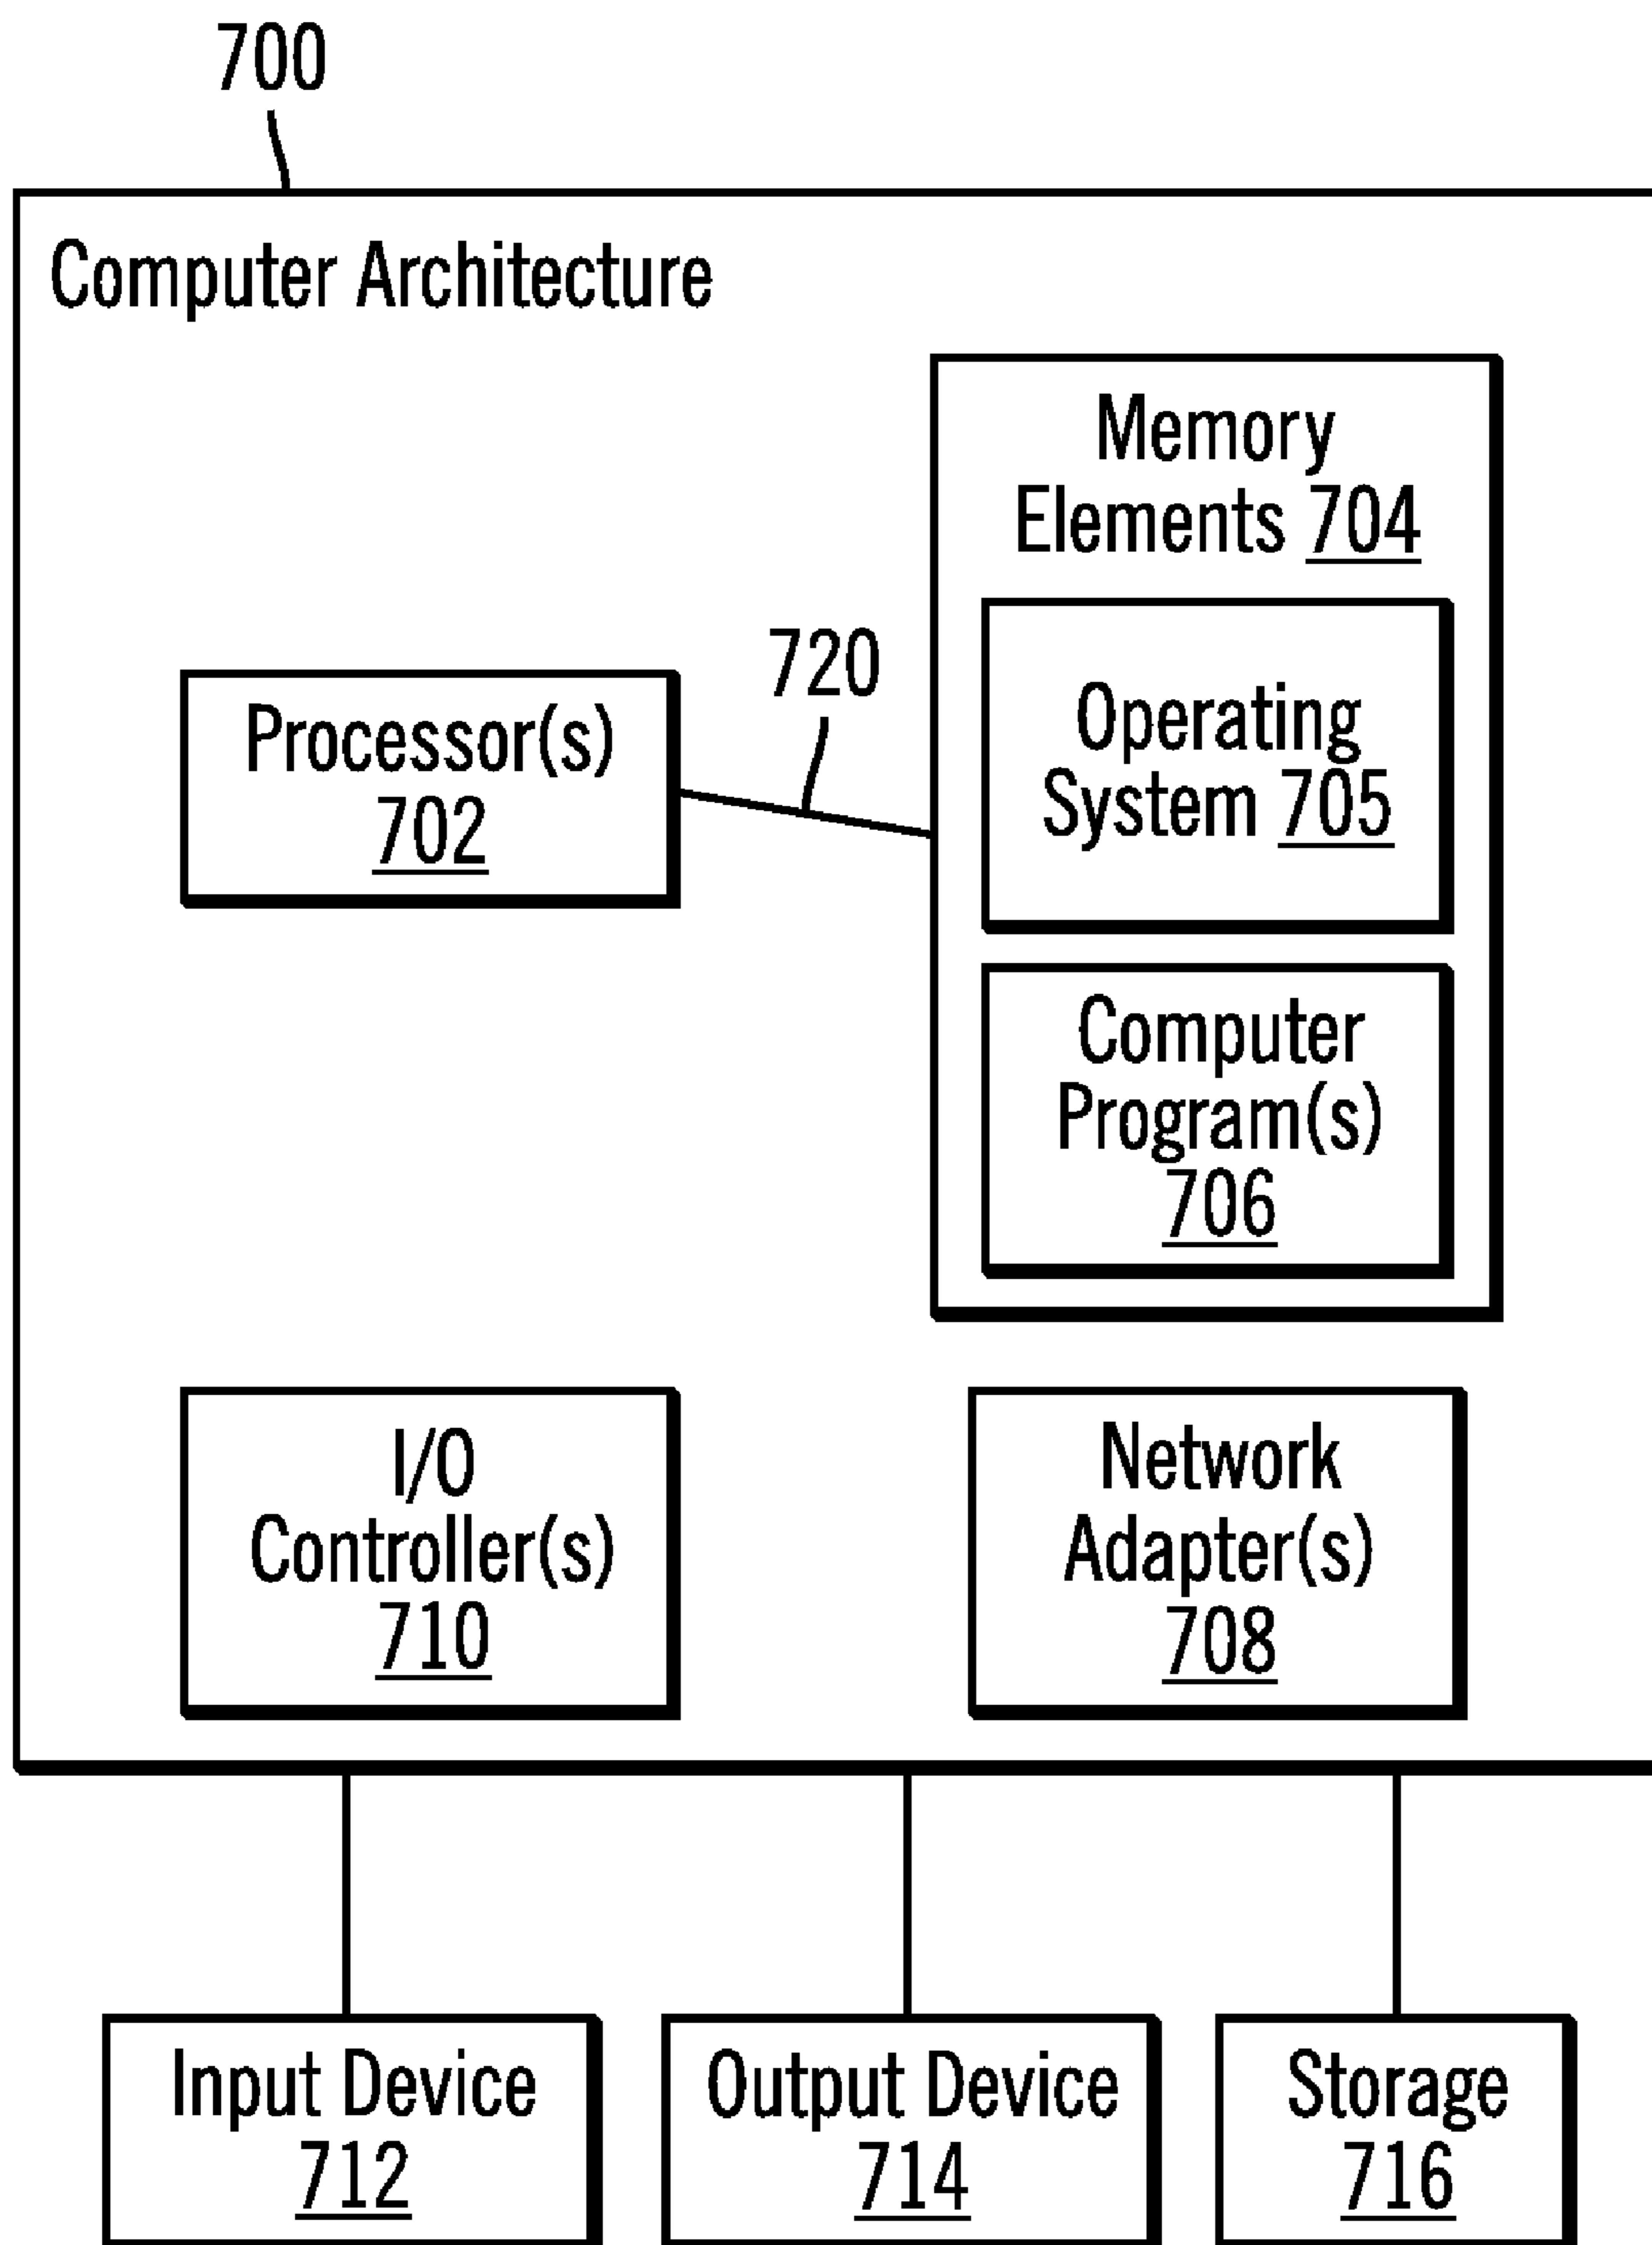 700
Computer Architecture
Memory
Elements 704
720
Processor(s)
702
Operating
System 705
Computer
Program(s)
706
I/O
Controller(s)
710
Network
Adapter(s)
708
Input Device
712
Output Device
714
Storage
716